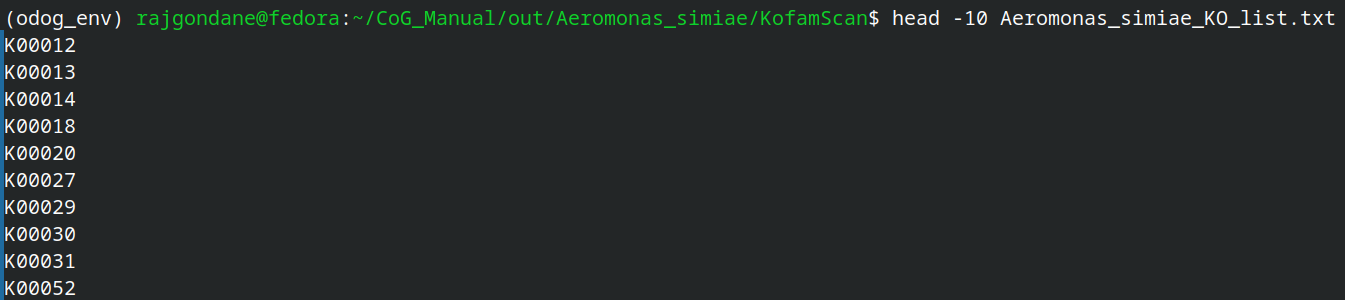 (odog_env) rajgondane@fedora:~/CoG_Manual/out/Aeromonas_simiae/KofamScan$ head -10 Aeromonas_simiae_KO_list.txt
K00012
K00013
K00014
K00018
K00020
K00027
K00029
K00030
K00031
K00052